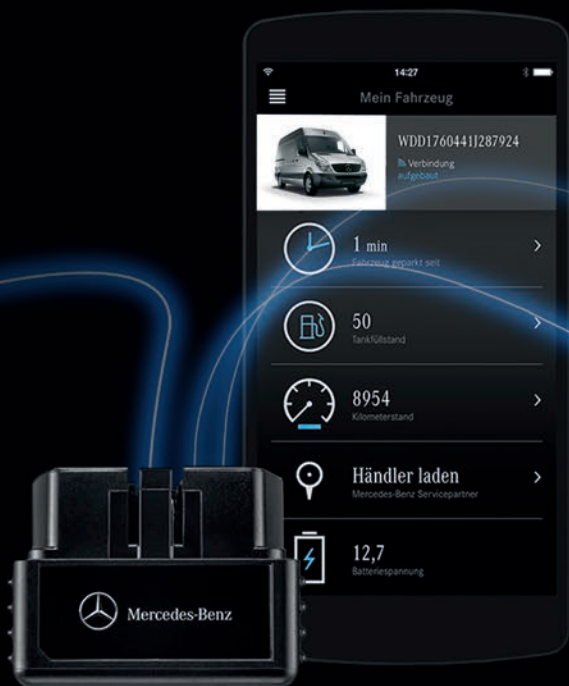 14:27
Mein Fahrzeug
WDD1760441J287924
Verbindung
aufgebaut
1 min
Fahrzeug geparkt seit
50
Tankfüllstand
8954
Kilometerstand
Händler laden
Mercedes-Benz Servicepartner
12,7
Batteriespannung
Mercedes-Benz